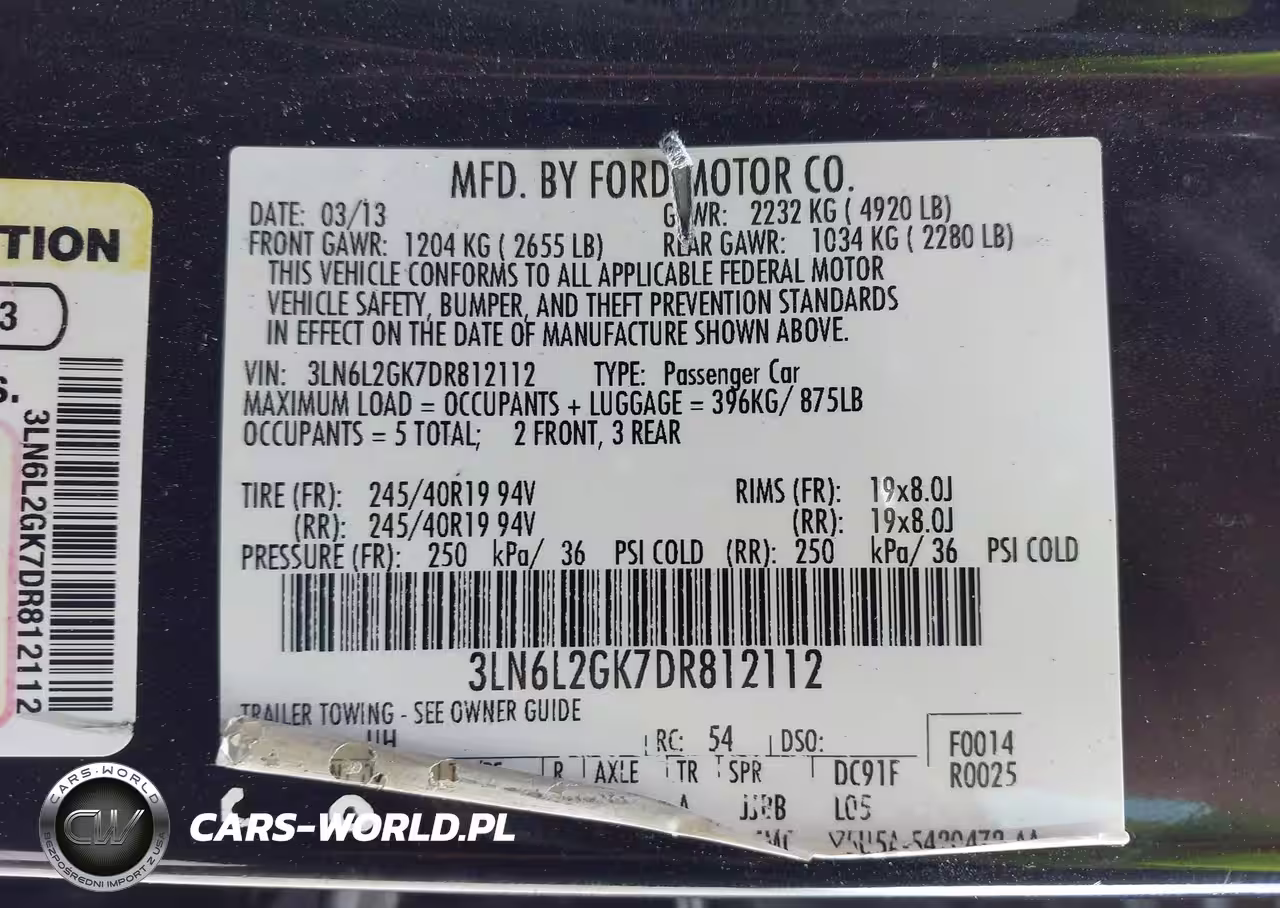 MFD. BY FORD MOTOR CO.
DATE: 03/13 GVWR: 2232 KG ( 4920 LB)
FRONT GAWR: 1204 KG ( 2655 LB) REAR GAWR: 1034 KG ( 2280 LB)
THIS VEHICLE CONFORMS TO ALL APPLICABLE FEDERAL MOTOR
VEHICLE SAFETY, BUMPER, AND THEFT PREVENTION STANDARDS
IN EFFECT ON THE DATE OF MANUFACTURE SHOWN ABOVE.
VIN: 3LN6L2GK7DR812112 TYPE: Passenger Car
MAXIMUM LOAD = OCCUPANTS + LUGGAGE = 396KG/ 875LB
OCCUPANTS = 5 TOTAL; 2 FRONT, 3 REAR
TIRE (FR): 245/40R19 94V RIMS (FR): 19x8.0J
(RR): 245/40R19 94V (RR): 19x8.0J
PRESSURE (FR): 250 kPa/ 36 PSI COLD (RR): 250 kPa/ 36 PSI COLD
3LN6L2GK7DR812112
TRAILER TOWING - SEE OWNER GUIDE
UH RC: 54 DSO: F0014
R AXLE TR SPR DC91F R0025
TION
3
S.
3LN6L2GK7DR812112
CARS-WORLD
CW
BEZPOŚREDNI IMPORT Z USA
CARS-WORLD.PL